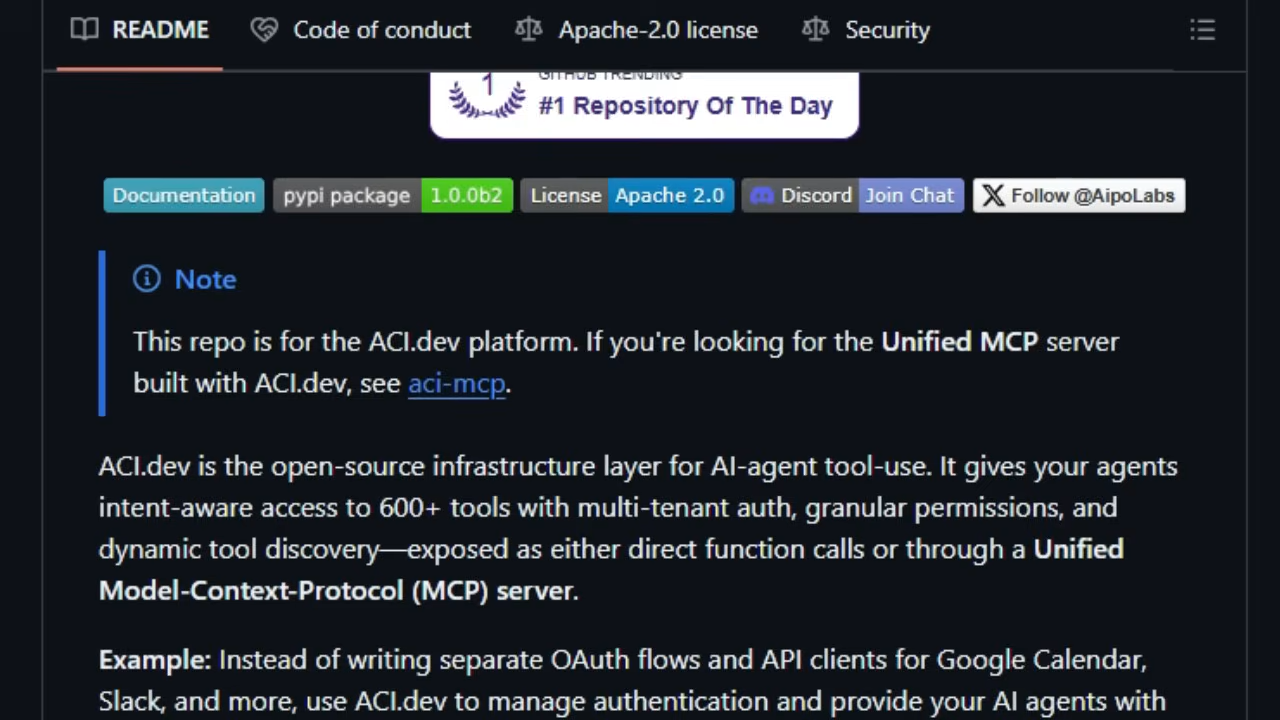 README Code of conduct Apache-2.0 license Security
1 GITHUB TRENDING
#1 Repository Of The Day
Documentation pypi package 1.0.0b2 License Apache 2.0 Discord Join Chat Follow @AipoLabs
Note
This repo is for the ACI.dev platform. If you're looking for the Unified MCP server
built with ACI.dev, see aci-mcp.
ACI.dev is the open-source infrastructure layer for AI-agent tool-use. It gives your agents
intent-aware access to 600+ tools with multi-tenant auth, granular permissions, and
dynamic tool discovery—exposed as either direct function calls or through a Unified
Model-Context-Protocol (MCP) server.
Example: Instead of writing separate OAuth flows and API clients for Google Calendar,
Slack, and more, use ACI.dev to manage authentication and provide your AI agents with